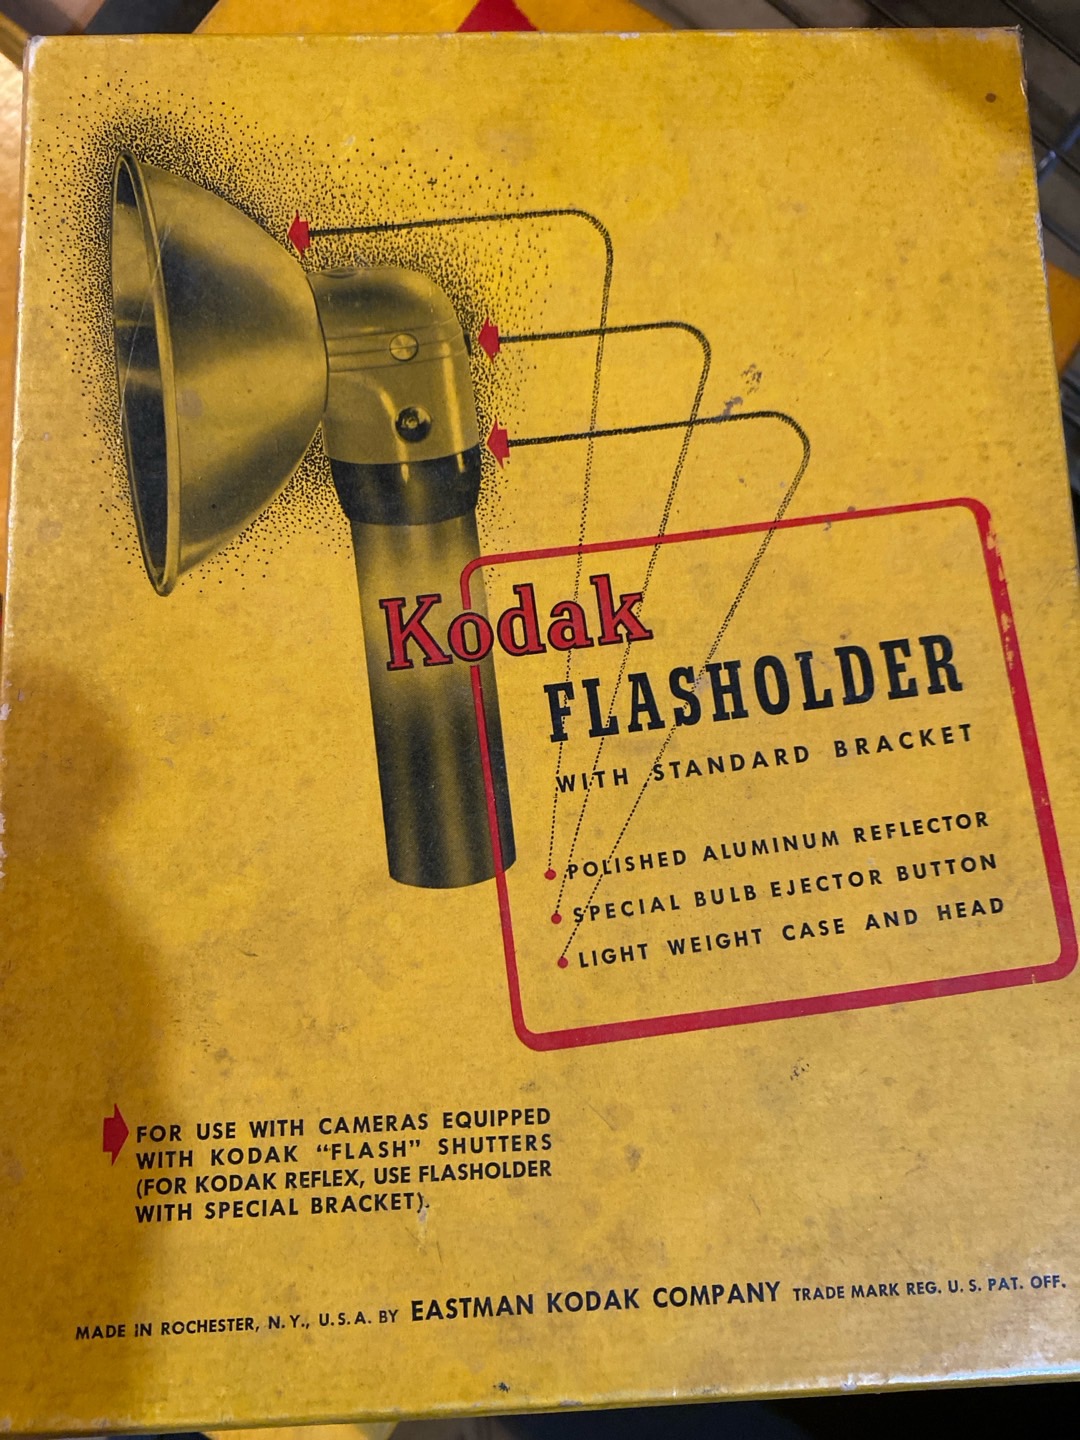 Kodak
FLASHOLDER
WITH STANDARD BRACKET
POLISHED ALUMINUM REFLECTOR
SPECIAL BULB EJECTOR BUTTON
LIGHT WEIGHT CASE AND HEAD
FOR USE WITH CAMERAS EQUIPPED
WITH KODAK “FLASH” SHUTTERS
(FOR KODAK REFLEX, USE FLASHOLDER
WITH SPECIAL BRACKET).
MADE IN ROCHESTER, N.Y., U.S.A. BY EASTMAN KODAK COMPANY TRADE MARK REG. U. S. PAT. OFF.